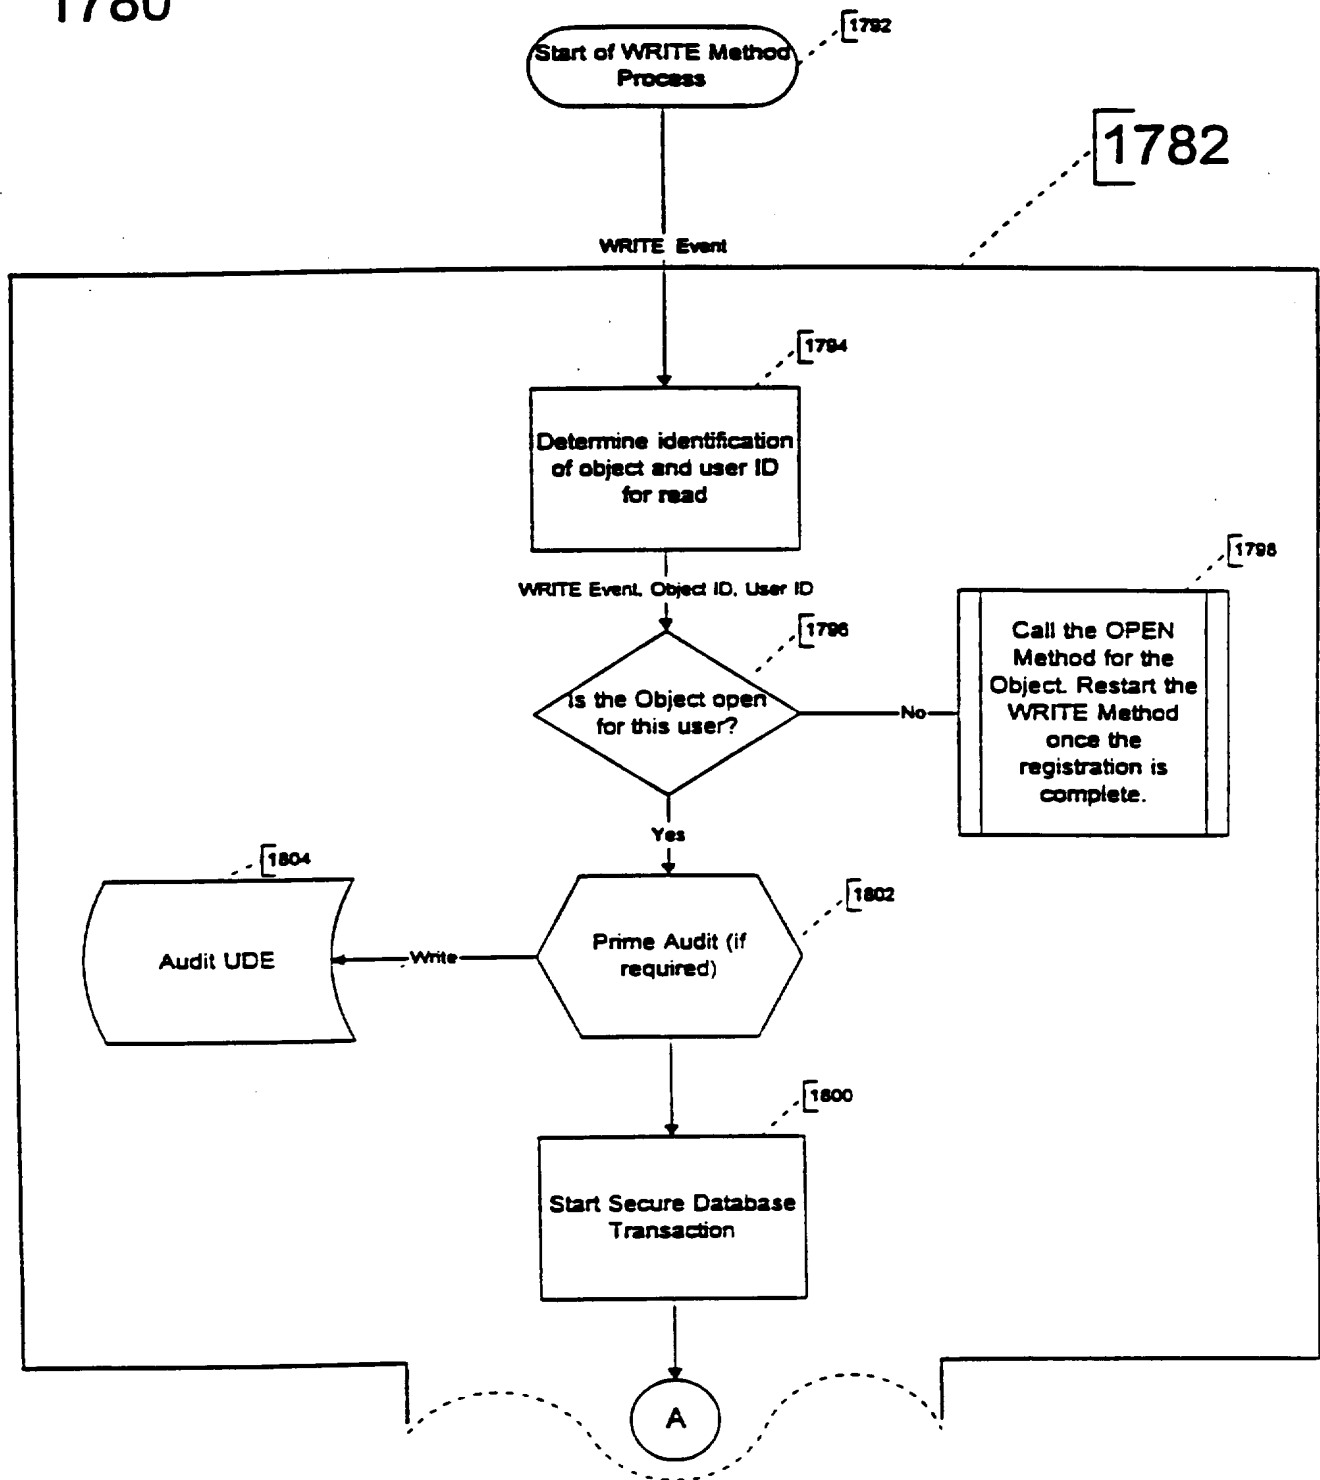 1780
1792
Start of WRITE Method
Process
1782
WRITE Event
1794
Determine identification
of object and user ID
for read
1798
WRITE Event, Object ID, User ID
1796
Call the OPEN
Method for the
Object. Restart the
WRITE Method
once the
registration is
complete.
Is the Object open
for this user?
No
Yes
1804
1802
Audit UDE
Write
Prime Audit (if
required)
1800
Start Secure Database
Transaction
A